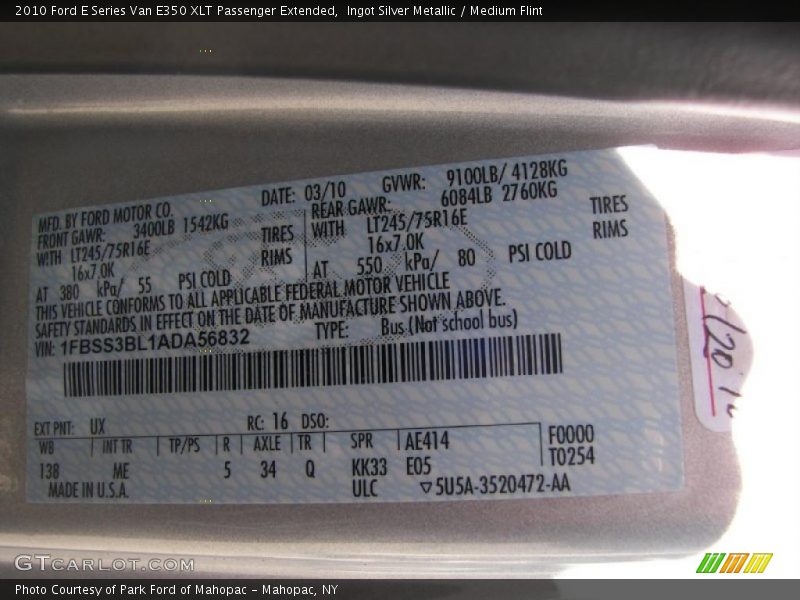 2010 Ford E Series Van E350 XLT Passenger Extended,  Ingot Silver Metallic / Medium Flint
MFD. BY FORD MOTOR CO. DATE: 03/10 GVWR: 9100LB/ 4128KG
FRONT GAWR: 3400LB 1542KG REAR GAWR: 6084LB 2760KG
WITH LT245/75R16E TIRES WITH LT245/75R16E TIRES
16x7.0K RIMS 16x7.0K RIMS
AT 380 kPa/ 55 PSI COLD AT 550 kPa/ 80 PSI COLD
THIS VEHICLE CONFORMS TO ALL APPLICABLE FEDERAL MOTOR VEHICLE
SAFETY STANDARDS IN EFFECT ON THE DATE OF MANUFACTURE SHOWN ABOVE.
VIN: 1FBSS3BL1ADA56832 TYPE: Bus (Not school bus)
EXT PNT: UX RC: 16 DSO:
WB INT TR TP/PS R AXLE TR SPR AE414 F0000
138 ME 5 34 Q KK33 E05 T0254
MADE IN U.S.A. ULC ▽5U5A-3520472-AA
GTCARLOT.COM
Photo Courtesy of Park Ford of Mahopac – Mahopac, NY